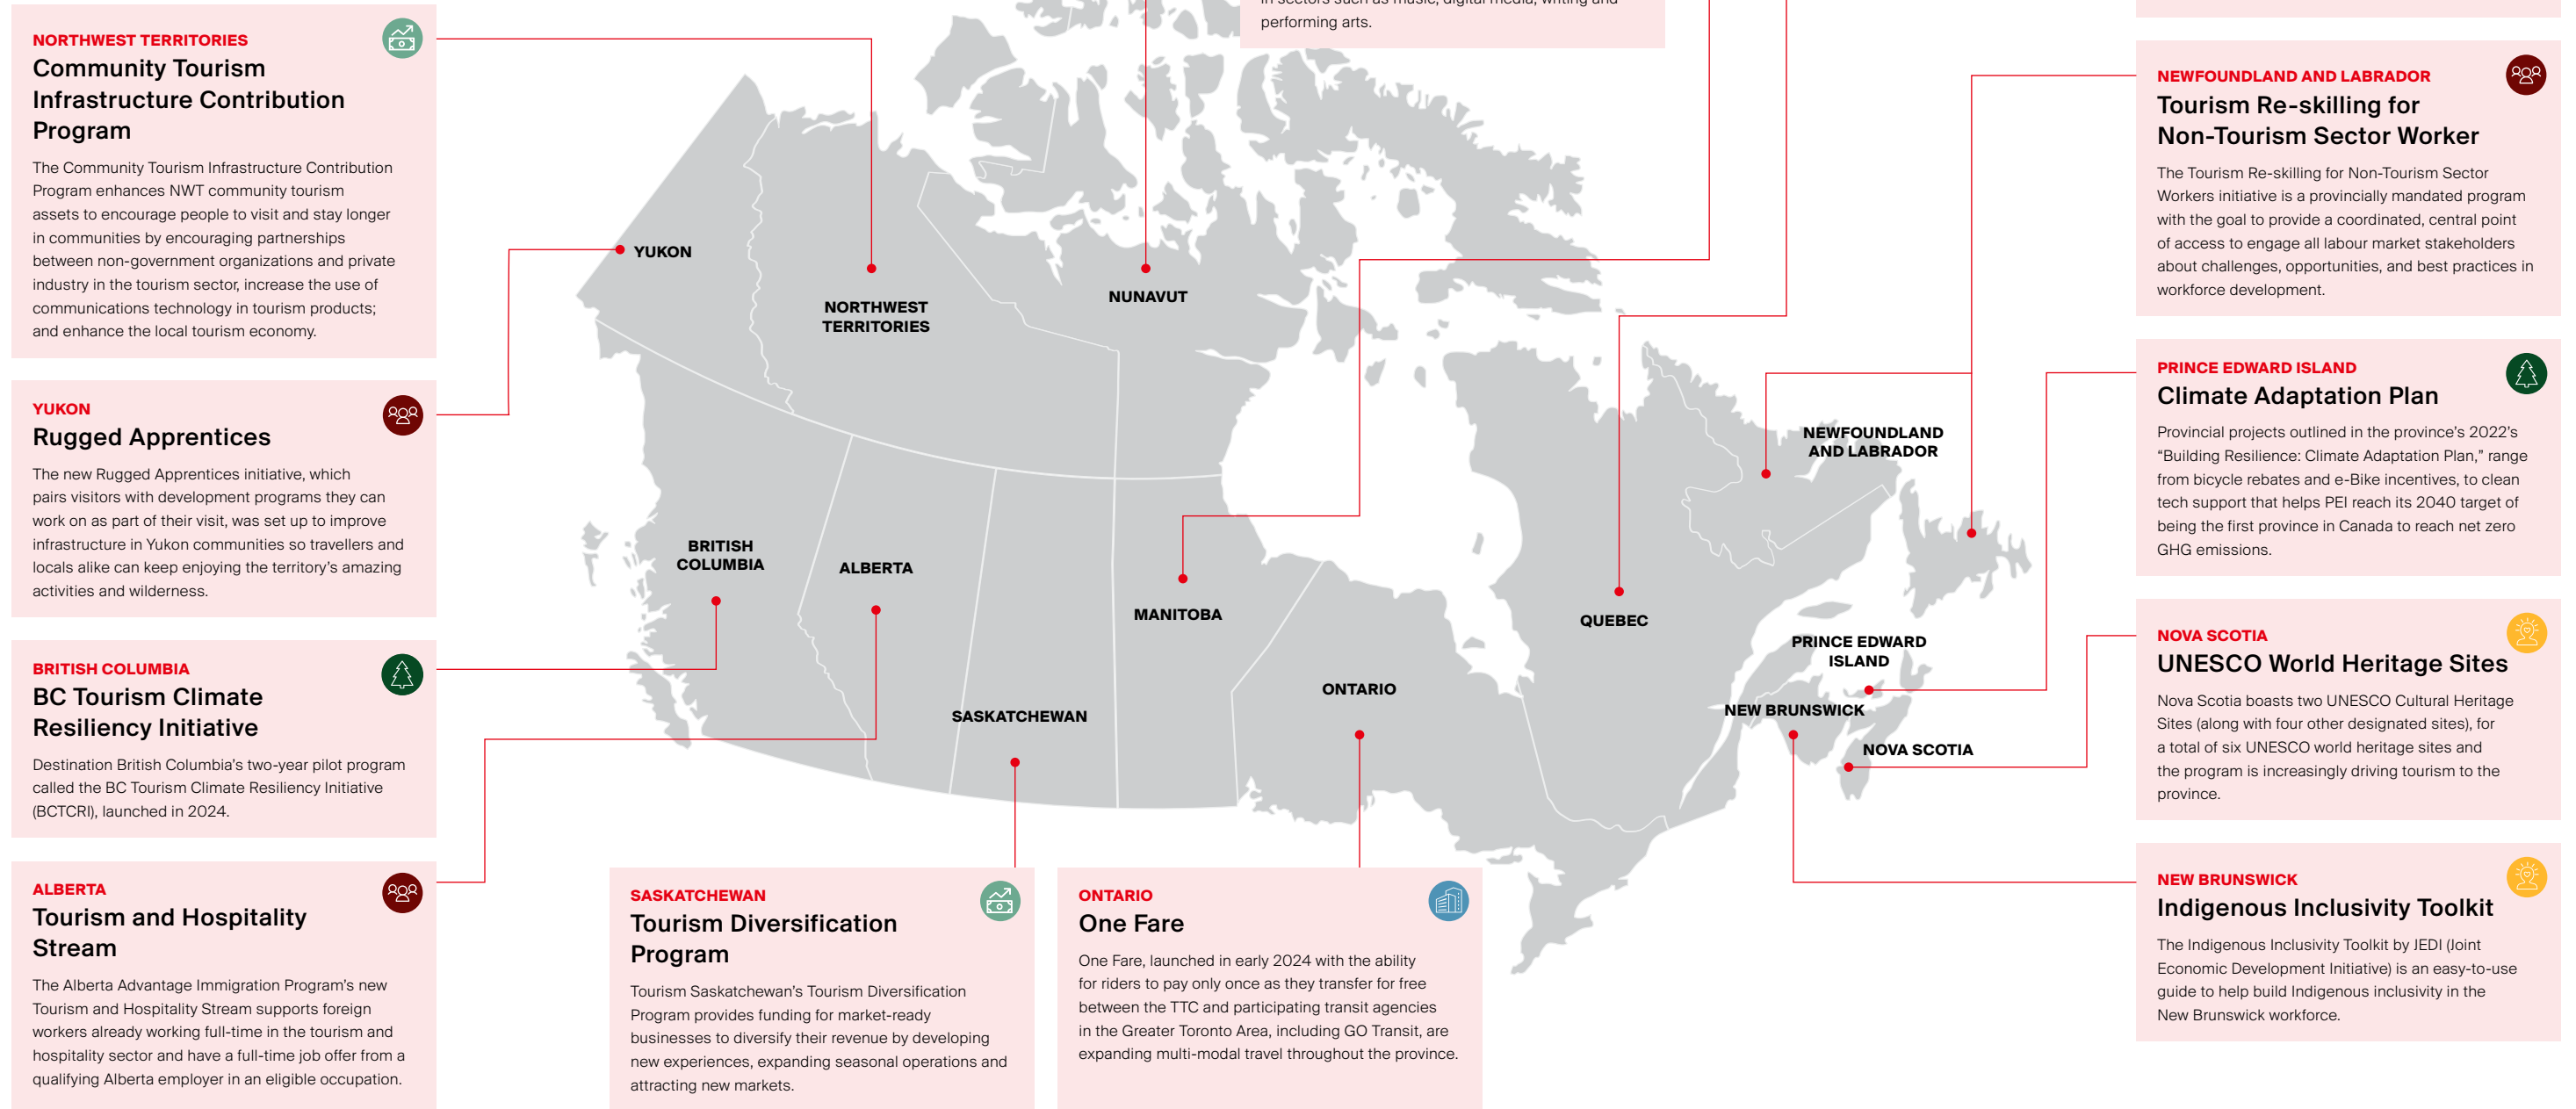 in sectors such as music, digital media, writing and
performing arts.
NORTHWEST TERRITORIES
Community Tourism
Infrastructure Contribution
Program
The Community Tourism Infrastructure Contribution
Program enhances NWT community tourism
assets to encourage people to visit and stay longer
in communities by encouraging partnerships
between non-government organizations and private
industry in the tourism sector, increase the use of
communications technology in tourism products;
and enhance the local tourism economy.
YUKON
Rugged Apprentices
The new Rugged Apprentices initiative, which
pairs visitors with development programs they can
work on as part of their visit, was set up to improve
infrastructure in Yukon communities so travellers and
locals alike can keep enjoying the territory's amazing
activities and wilderness.
BRITISH COLUMBIA
BC Tourism Climate
Resiliency Initiative
Destination British Columbia's two-year pilot program
called the BC Tourism Climate Resiliency Initiative
(BCTCRI), launched in 2024.
ALBERTA
Tourism and Hospitality
Stream
The Alberta Advantage Immigration Program's new
Tourism and Hospitality Stream supports foreign
workers already working full-time in the tourism and
hospitality sector and have a full-time job offer from a
qualifying Alberta employer in an eligible occupation.
YUKON
NORTHWEST
TERRITORIES
NUNAVUT
BRITISH
COLUMBIA
ALBERTA
SASKATCHEWAN
MANITOBA
ONTARIO
QUEBEC
NEWFOUNDLAND
AND LABRADOR
PRINCE EDWARD
ISLAND
NEW BRUNSWICK
NOVA SCOTIA
SASKATCHEWAN
Tourism Diversification
Program
Tourism Saskatchewan's Tourism Diversification
Program provides funding for market-ready
businesses to diversify their revenue by developing
new experiences, expanding seasonal operations and
attracting new markets.
ONTARIO
One Fare
One Fare, launched in early 2024 with the ability
for riders to pay only once as they transfer for free
between the TTC and participating transit agencies
in the Greater Toronto Area, including GO Transit, are
expanding multi-modal travel throughout the province.
NEWFOUNDLAND AND LABRADOR
Tourism Re-skilling for
Non-Tourism Sector Worker
The Tourism Re-skilling for Non-Tourism Sector
Workers initiative is a provincially mandated program
with the goal to provide a coordinated, central point
of access to engage all labour market stakeholders
about challenges, opportunities, and best practices in
workforce development.
PRINCE EDWARD ISLAND
Climate Adaptation Plan
Provincial projects outlined in the province's 2022's
“Building Resilience: Climate Adaptation Plan,” range
from bicycle rebates and e-Bike incentives, to clean
tech support that helps PEI reach its 2040 target of
being the first province in Canada to reach net zero
GHG emissions.
NOVA SCOTIA
UNESCO World Heritage Sites
Nova Scotia boasts two UNESCO Cultural Heritage
Sites (along with four other designated sites), for
a total of six UNESCO world heritage sites and
the program is increasingly driving tourism to the
province.
NEW BRUNSWICK
Indigenous Inclusivity Toolkit
The Indigenous Inclusivity Toolkit by JEDI (Joint
Economic Development Initiative) is an easy-to-use
guide to help build Indigenous inclusivity in the
New Brunswick workforce.